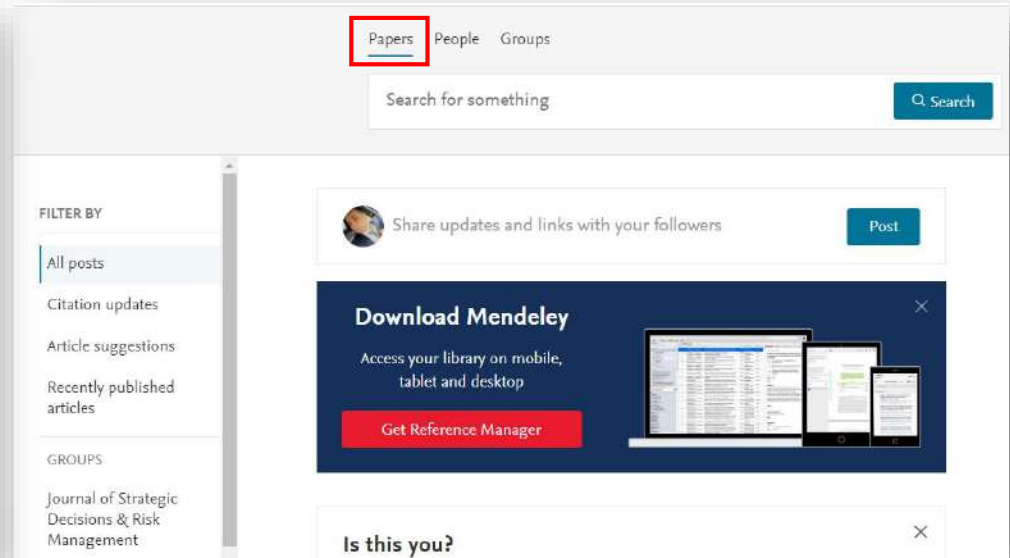 Papers People Groups
Search for something
Search
FILTER BY
All posts
Citation updates
Article suggestions
Recently published
articles
GROUPS
Journal of Strategic
Decisions & Risk
Management
Share updates and links with your followers
Post
Download Mendeley
Access your library on mobile,
tablet and desktop
Get Reference Manager
Is this you?